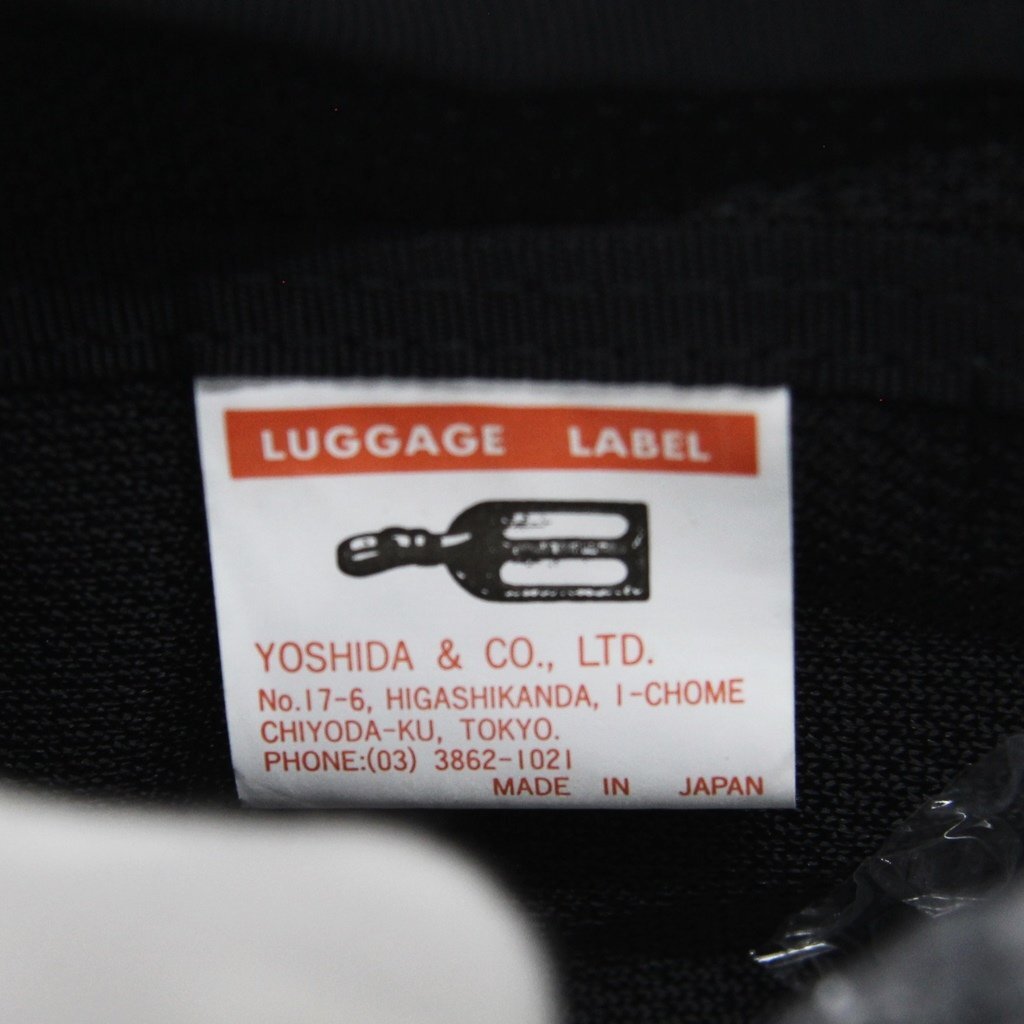 LUGGAGE LABEL
YOSHIDA & CO., LTD.
No.17-6, HIGASHIKANDA, 1-CHOME
CHIYODA-KU, TOKYO.
PHONE:(03) 3862-1021
MADE IN JAPAN